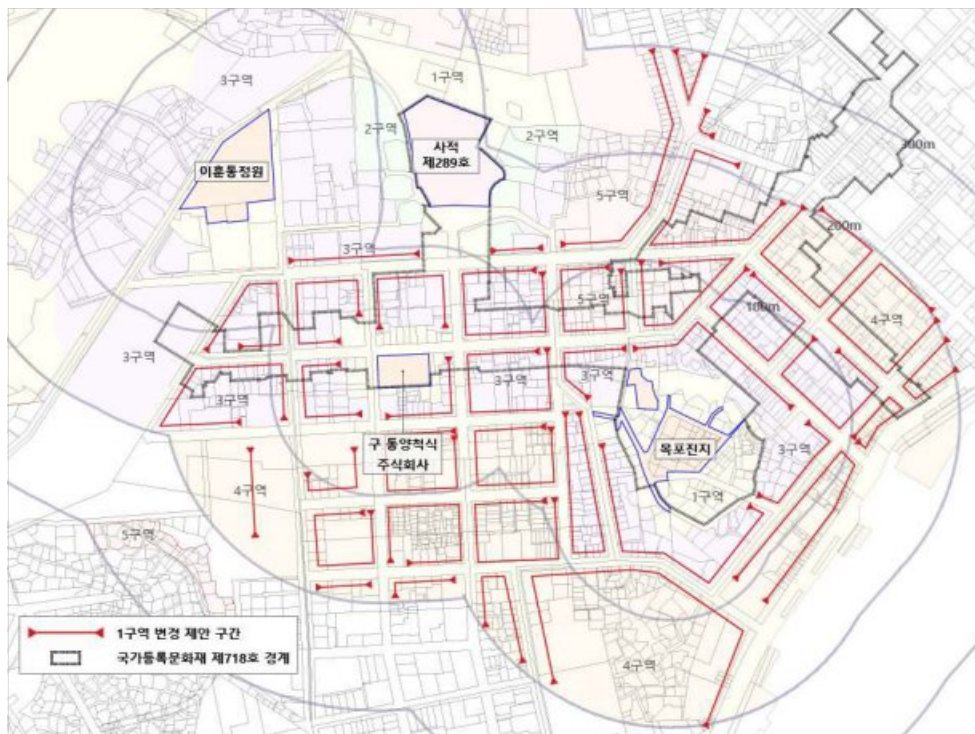 3구역
1구역
2구역
사적
제289호
2구역
300m
이훈동정원
5구역
200m
3구역
5구역
100m
4구역
3구역
3구역
3구역
3구역
구 동양척식
주식회사
목포진지
3구역
4구역
1구역
5구역
1구역 변경 제안 구간
국가등록문화재 제718호 경계
4구역